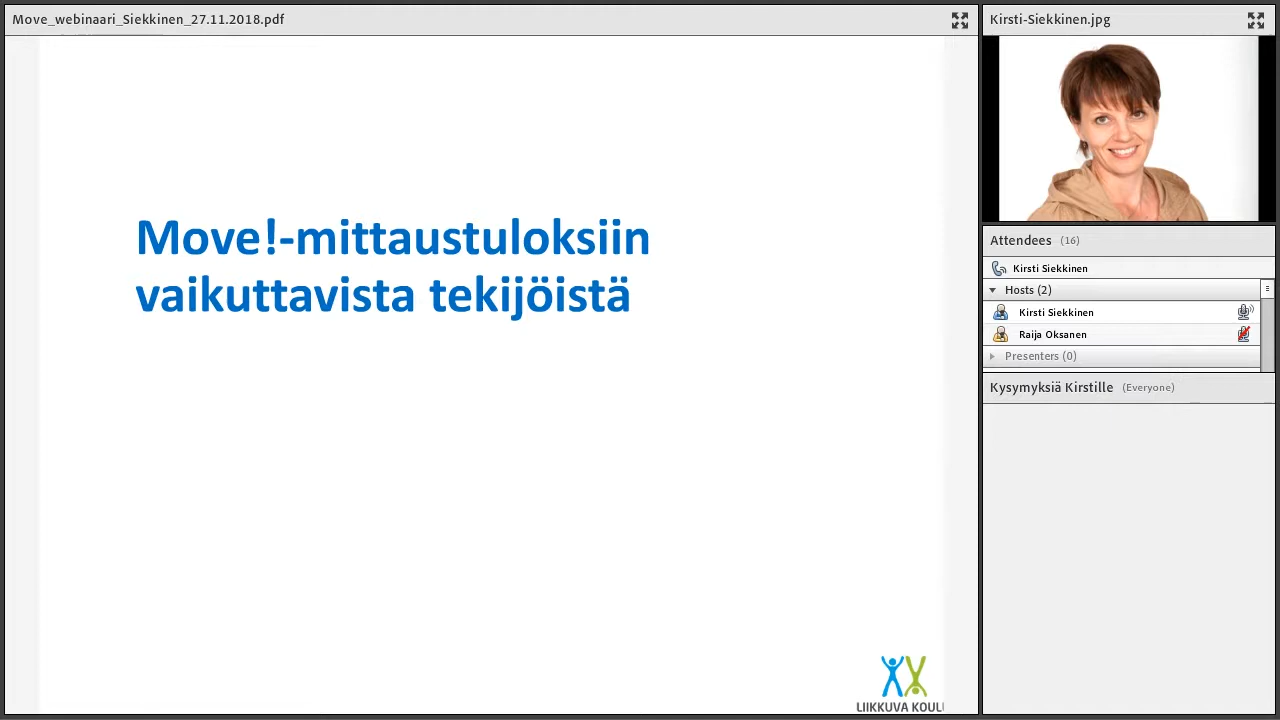 Move_webinaari_Siekkinen_27.11.2018.pdf
Move!-mittaustuloksiin
vaikuttavista tekijöistä
LIIKKUVA KOUL
Kirsti-Siekkinen.jpg
Attendees (16)
Kirsti Siekkinen
Hosts (2)
Kirsti Siekkinen
Raija Oksanen
Presenters (0)
Kysymyksiä Kirstille (Everyone)